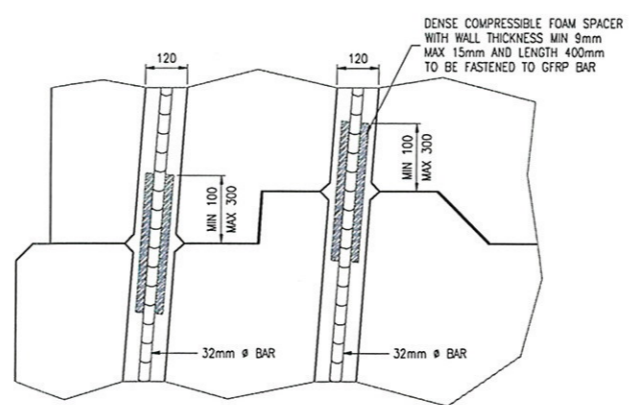 DENSE COMPRESSIBLE FOAM SPACER
WITH WALL THICKNESS MIN 9mm
MAX 15mm AND LENGTH 400mm
TO BE FASTENED TO GFRP BAR
120
120
MIN 100
MAX 300
MIN 100
MAX 300
32mm ø BAR
32mm ø BAR